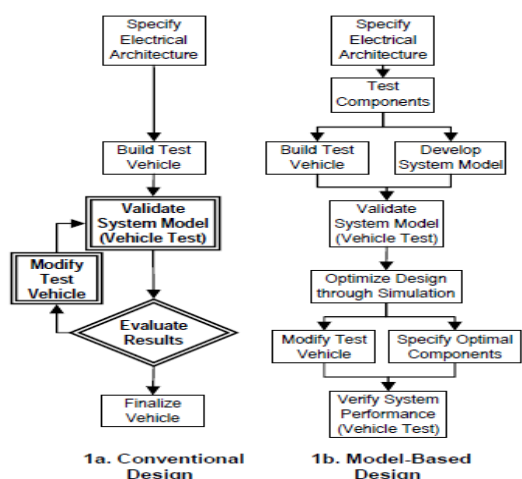 Specify
Electrical
Architecture
Build Test
Vehicle
Validate
System Model
(Vehicle Test)
Modify
Test
Vehicle
Evaluate
Results
Finalize
Vehicle
1a. Conventional
Design
Specify
Electrical
Architecture
Test
Components
Build Test
Vehicle
Develop
System Model
Validate
System Model
(Vehicle Test)
Optimize Design
through Simulation
Modify Test
Vehicle
Specify Optimal
Components
Verify System
Performance
(Vehicle Test)
1b. Model-Based
Design